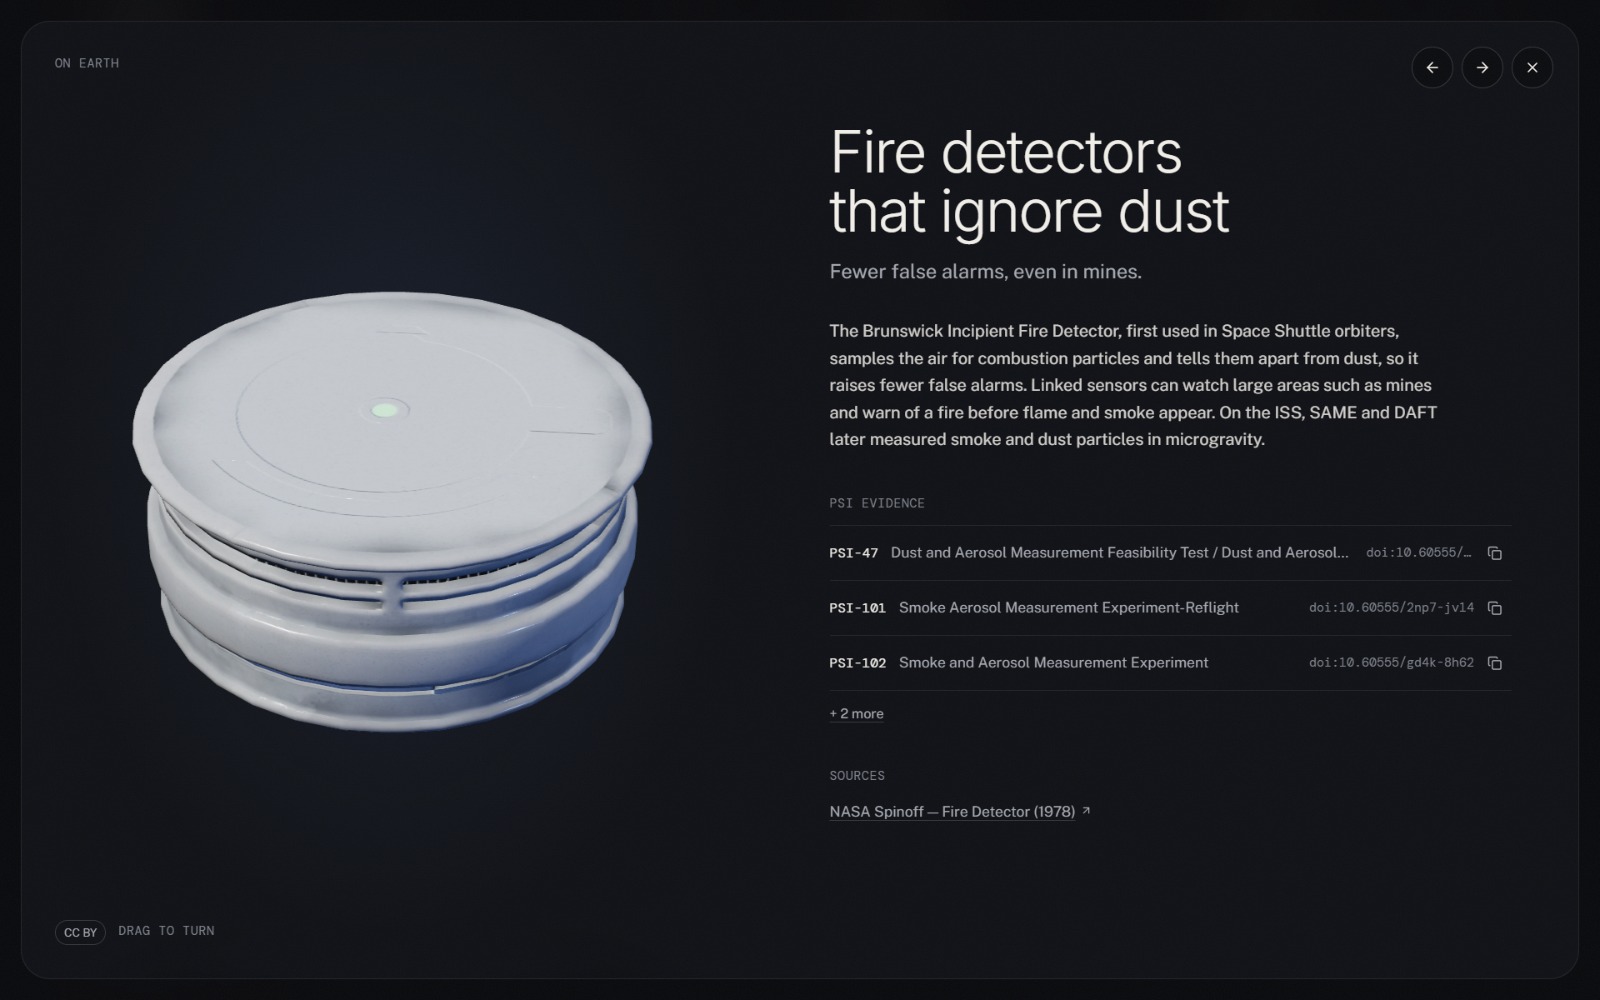 ON EARTH
Fire detectors
that ignore dust
Fewer false alarms, even in mines.
The Brunswick Incipient Fire Detector, first used in Space Shuttle orbiters,
samples the air for combustion particles and tells them apart from dust, so it
raises fewer false alarms. Linked sensors can watch large areas such as mines
and warn of a fire before flame and smoke appear. On the ISS, SAME and DAFT
later measured smoke and dust particles in microgravity.
PSI EVIDENCE
PSI-47 Dust and Aerosol Measurement Feasibility Test / Dust and Aerosol… doi:10.60555/…
PSI-101 Smoke Aerosol Measurement Experiment-Reflight doi:10.60555/2np7-jv14
PSI-102 Smoke and Aerosol Measurement Experiment doi:10.60555/gd4k-8h62
+ 2 more
SOURCES
NASA Spinoff — Fire Detector (1978) ↗
CC BY DRAG TO TURN